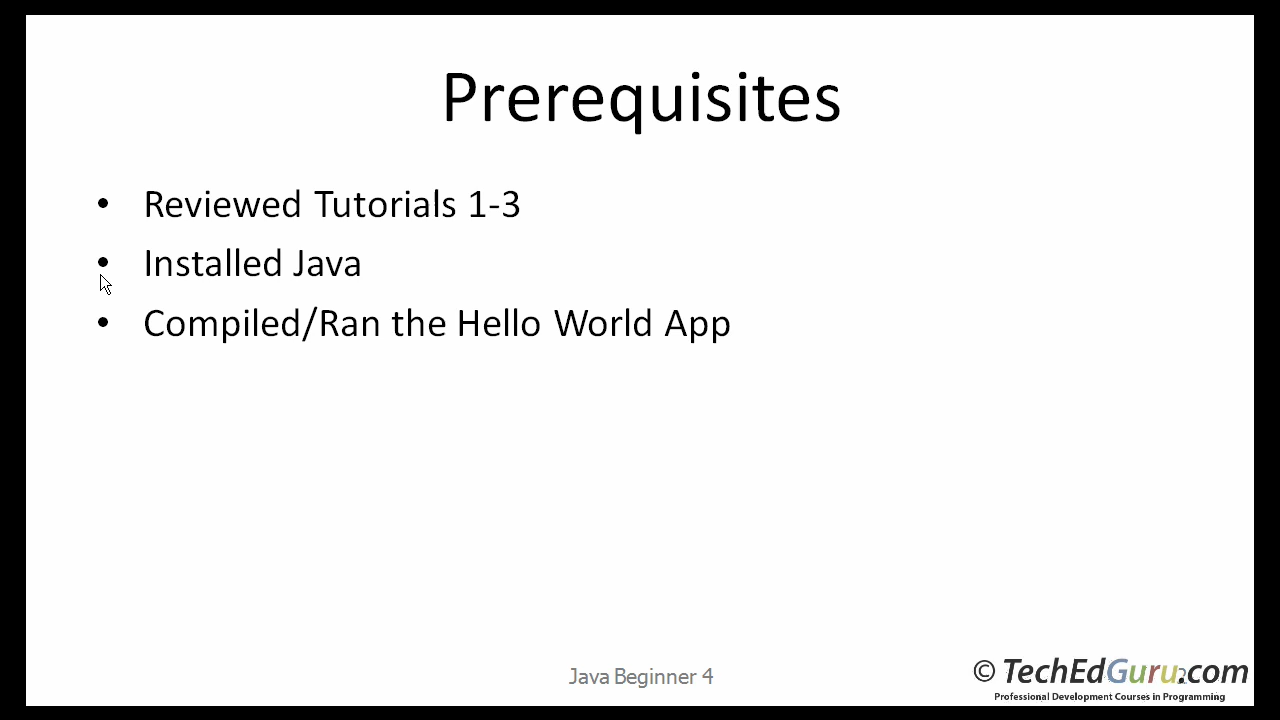 Prerequisites
• Reviewed Tutorials 1-3
• Installed Java
• Compiled/Ran the Hello World App
Java Beginner 4
© TechEdGuru.com
Professional Development Courses in Programming